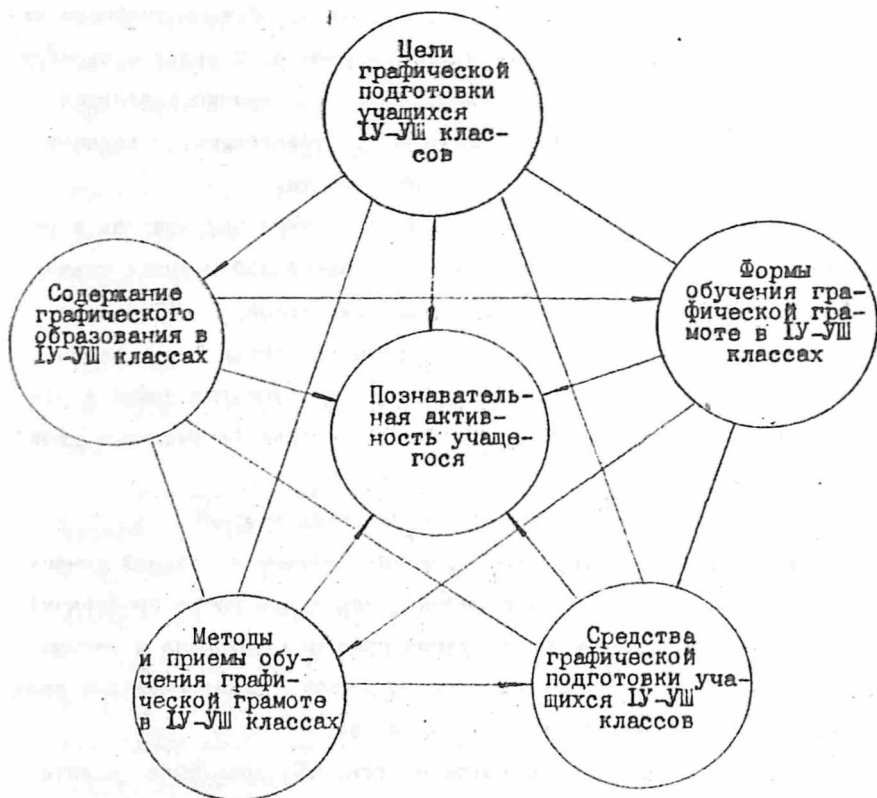 Цели
графической
подготовки
учащихся
IУ-УШ клас-
сов
Содержание
графического
образования в
IУ-УШ классах
Формы
обучения гра-
фической гра-
моте в IУ-УШ
классах
Познаватель-
ная актив-
ность учаще-
гося
Методы
и приемы обу-
чения графи-
ческой грамоте
в IУ-УШ классах
Средства
графической
подготовки уча-
щихся IУ-УШ
классов